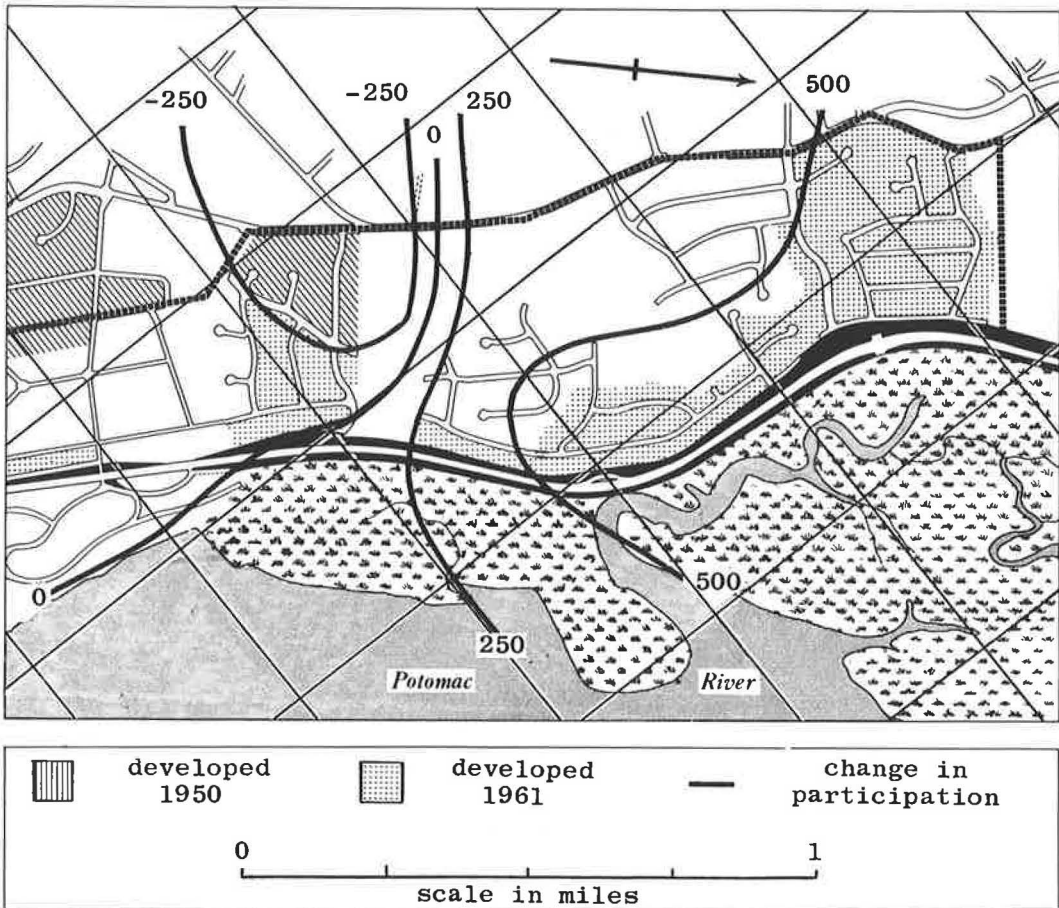 -250
-250
250
0
500
0
500
250
Potomac
River
developed
1950
developed
1961
change in
participation
0
1
scale in miles